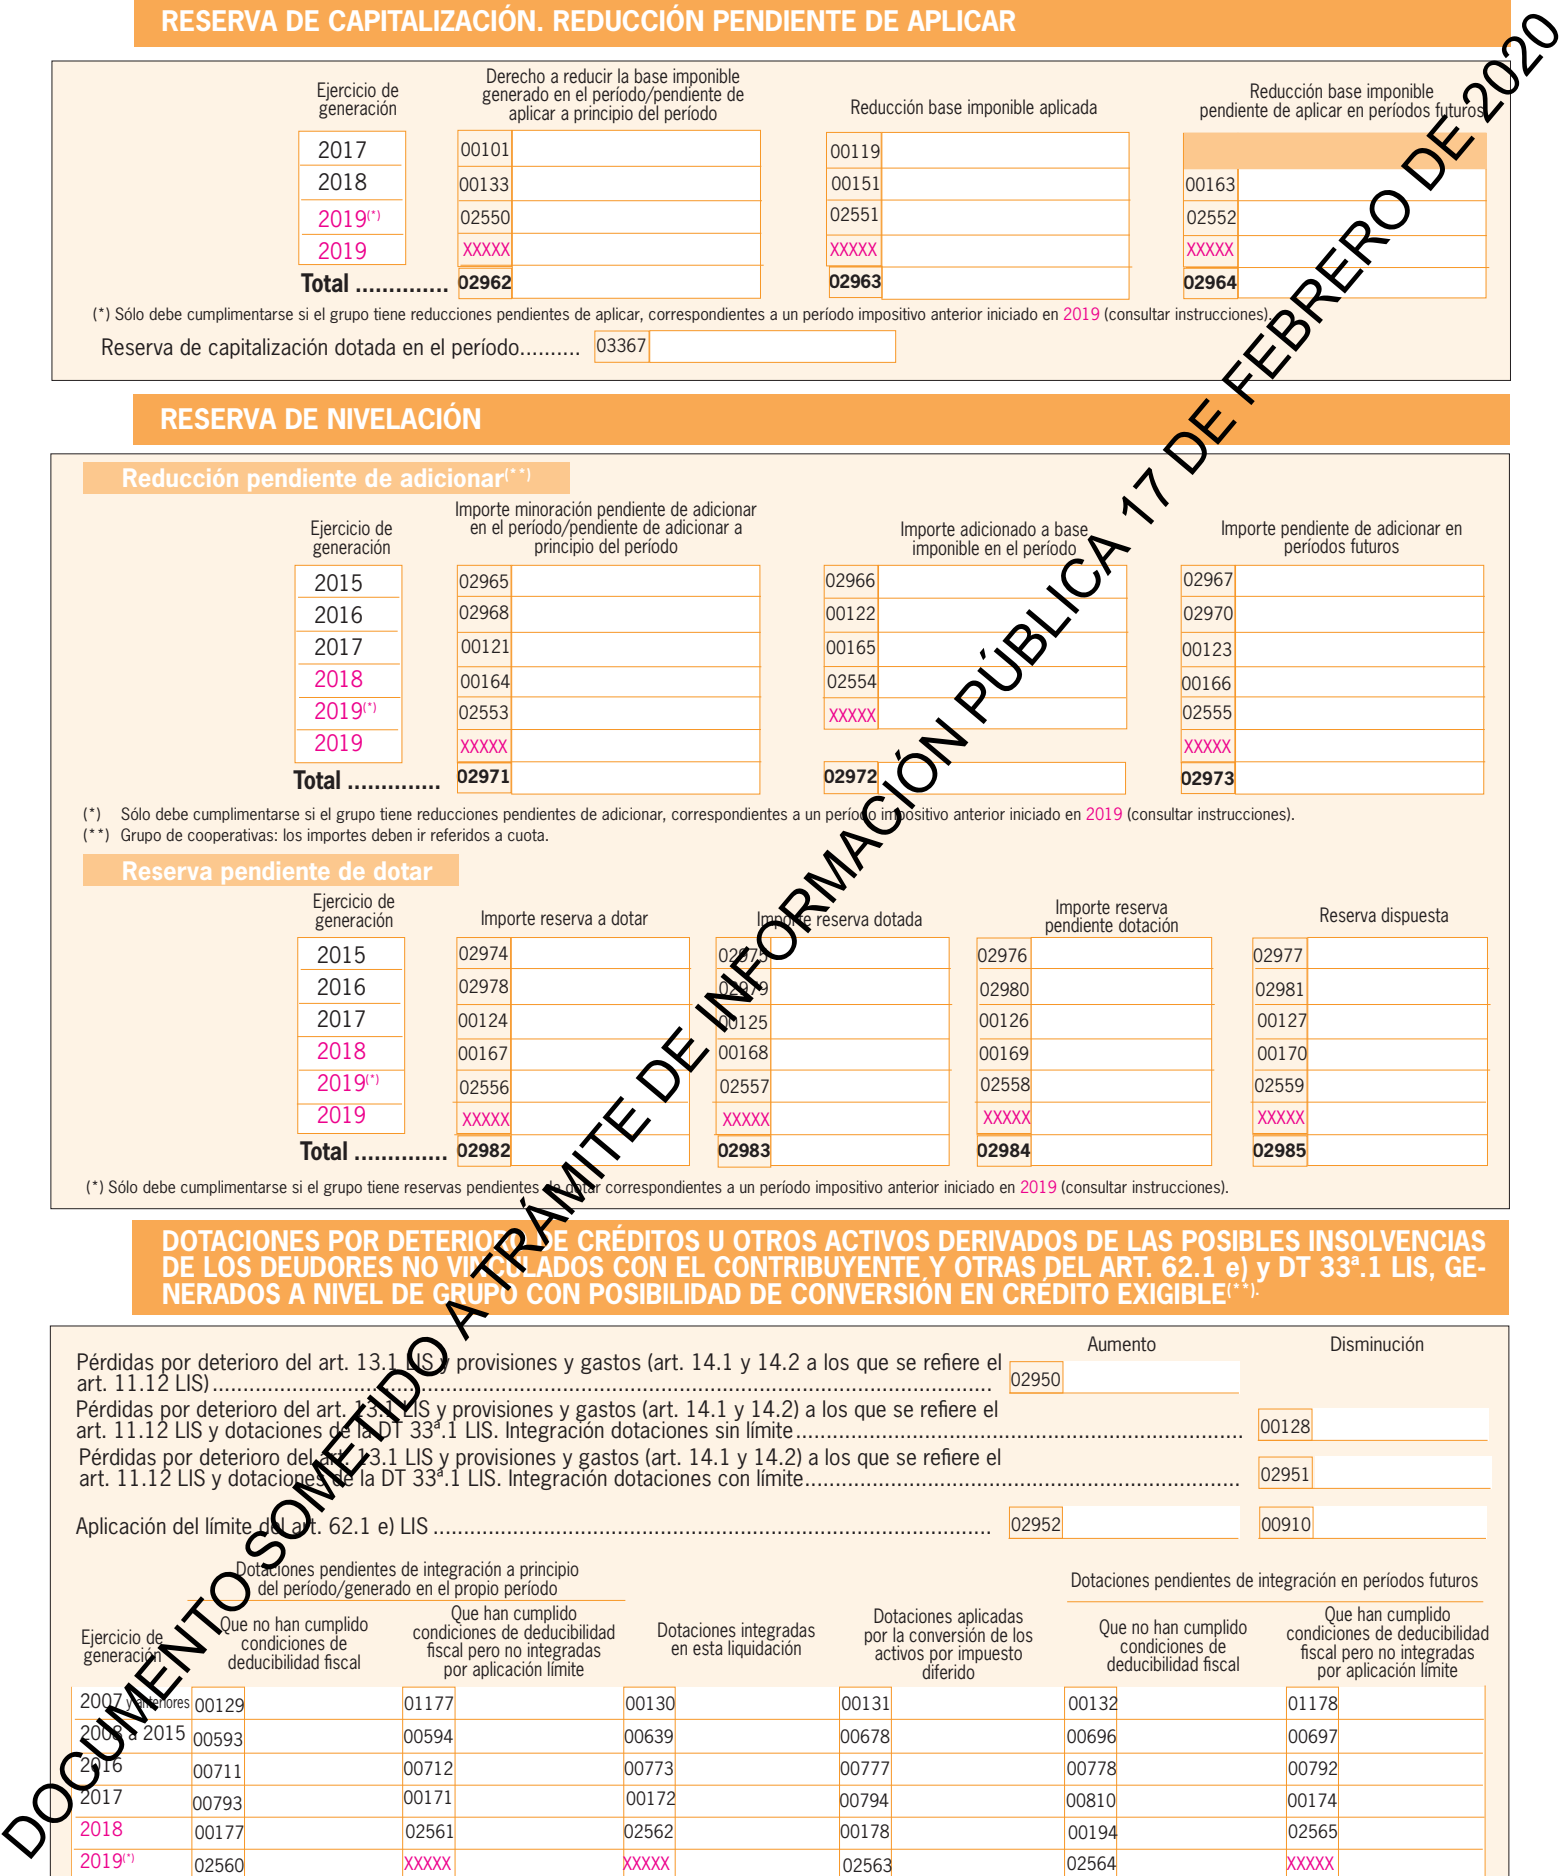 RESERVA DE CAPITALIZACIÓN. REDUCCIÓN PENDIENTE DE APLICAR
Ejercicio de generación
Derecho a reducir la base imponible generado en el período/pendiente de aplicar a principio del período
Reducción base imponible aplicada
Reducción base imponible pendiente de aplicar en períodos futuros
2017 00101 00119
2018 00133 00151 00163
2019(*) 02550 02551 02552
2019 XXXXX XXXXX XXXXX
Total .............. 02962 02963 02964
(*) Sólo debe cumplimentarse si el grupo tiene reducciones pendientes de aplicar, correspondientes a un período impositivo anterior iniciado en 2019 (consultar instrucciones).
Reserva de capitalización dotada en el período.......... 03367
RESERVA DE NIVELACIÓN
Reducción pendiente de adicionar(**)
Ejercicio de generación
Importe minoración pendiente de adicionar en el período/pendiente de adicionar a principio del período
Importe adicionado a base imponible en el período
Importe pendiente de adicionar en períodos futuros
2015 02965 02966 02967
2016 02968 00122 02970
2017 00121 00165 00123
2018 00164 02554 00166
2019(*) 02553 XXXXX 02555
2019 XXXXX XXXXX
Total .............. 02971 02972 02973
(*) Sólo debe cumplimentarse si el grupo tiene reducciones pendientes de adicionar, correspondientes a un período impositivo anterior iniciado en 2019 (consultar instrucciones).
(**) Grupo de cooperativas: los importes deben ir referidos a cuota.
Reserva pendiente de dotar
Ejercicio de generación
Importe reserva a dotar
Importe reserva dotada
Importe reserva pendiente dotación
Reserva dispuesta
2015 02974 02975 02976 02977
2016 02978 02979 02980 02981
2017 00124 00125 00126 00127
2018 00167 00168 00169 00170
2019(*) 02556 02557 02558 02559
2019 XXXXX XXXXX XXXXX XXXXX
Total .............. 02982 02983 02984 02985
(*) Sólo debe cumplimentarse si el grupo tiene reservas pendientes de dotar correspondientes a un período impositivo anterior iniciado en 2019 (consultar instrucciones).
DOTACIONES POR DETERIORO DE CRÉDITOS U OTROS ACTIVOS DERIVADOS DE LAS POSIBLES INSOLVENCIAS
DE LOS DEUDORES NO VINCULADOS CON EL CONTRIBUYENTE Y OTRAS DEL ART. 62.1 e) y DT 33ª.1 LIS, GE-
NERADOS A NIVEL DE GRUPO CON POSIBILIDAD DE CONVERSIÓN EN CRÉDITO EXIGIBLE(**).
Aumento Disminución
Pérdidas por deterioro del art. 13.1 LIS y provisiones y gastos (art. 14.1 y 14.2 a los que se refiere el
art. 11.12 LIS)............ 02950
Pérdidas por deterioro del art. 13.1 LIS y provisiones y gastos (art. 14.1 y 14.2) a los que se refiere el
art. 11.12 LIS y dotaciones de la DT 33ª.1 LIS. Integración dotaciones sin límite............ 00128
Pérdidas por deterioro del art. 13.1 LIS y provisiones y gastos (art. 14.1 y 14.2) a los que se refiere el
art. 11.12 LIS y dotaciones de la DT 33ª.1 LIS. Integración dotaciones con límite............ 02951
Aplicación del límite del art. 62.1 e) LIS ............ 02952 00910
Dotaciones pendientes de integración a principio del período/generado en el propio período
Dotaciones pendientes de integración en períodos futuros
Ejercicio de generación
Que no han cumplido condiciones de deducibilidad fiscal
Que han cumplido condiciones de deducibilidad fiscal pero no integradas por aplicación límite
Dotaciones integradas en esta liquidación
Dotaciones aplicadas por la conversión de los activos por impuesto diferido
Que no han cumplido condiciones de deducibilidad fiscal
Que han cumplido condiciones de deducibilidad fiscal pero no integradas por aplicación límite
2007 y anteriores 00129 01177 00130 00131 00132 01178
2008 a 2015 00593 00594 00639 00678 00696 00697
2016 00711 00712 00773 00777 00778 00792
2017 00793 00171 00172 00794 00810 00174
2018 00177 02561 02562 00178 00194 02565
2019(*) 02560 XXXXX XXXXX 02563 02564 XXXXX
DOCUMENTO SOMETIDO A TRÁMITE DE INFORMACIÓN PÚBLICA 17 DE FEBRERO DE 2020